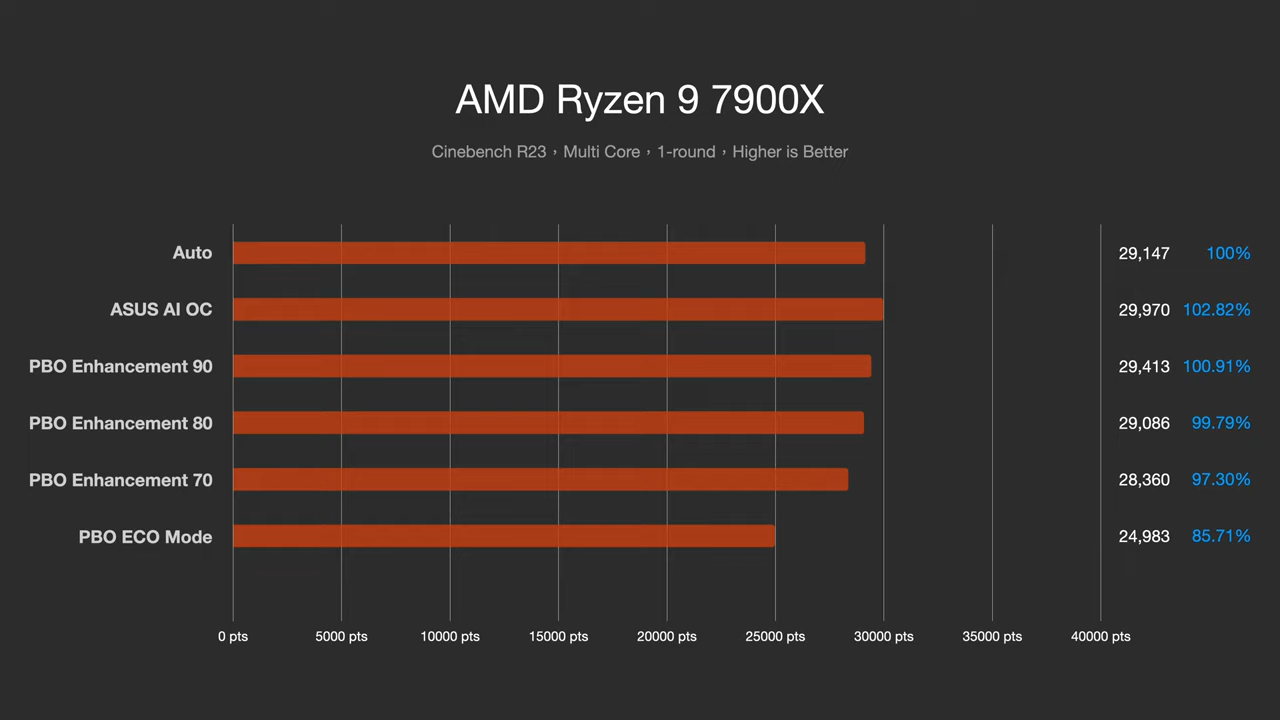 AMD Ryzen 9 7900X
Cinebench R23，Multi Core，1-round，Higher is Better
Auto 29,147 100%
ASUS AI OC 29,970 102.82%
PBO Enhancement 90 29,413 100.91%
PBO Enhancement 80 29,086 99.79%
PBO Enhancement 70 28,360 97.30%
PBO ECO Mode 24,983 85.71%
0 pts 5000 pts 10000 pts 15000 pts 20000 pts 25000 pts 30000 pts 35000 pts 40000 pts